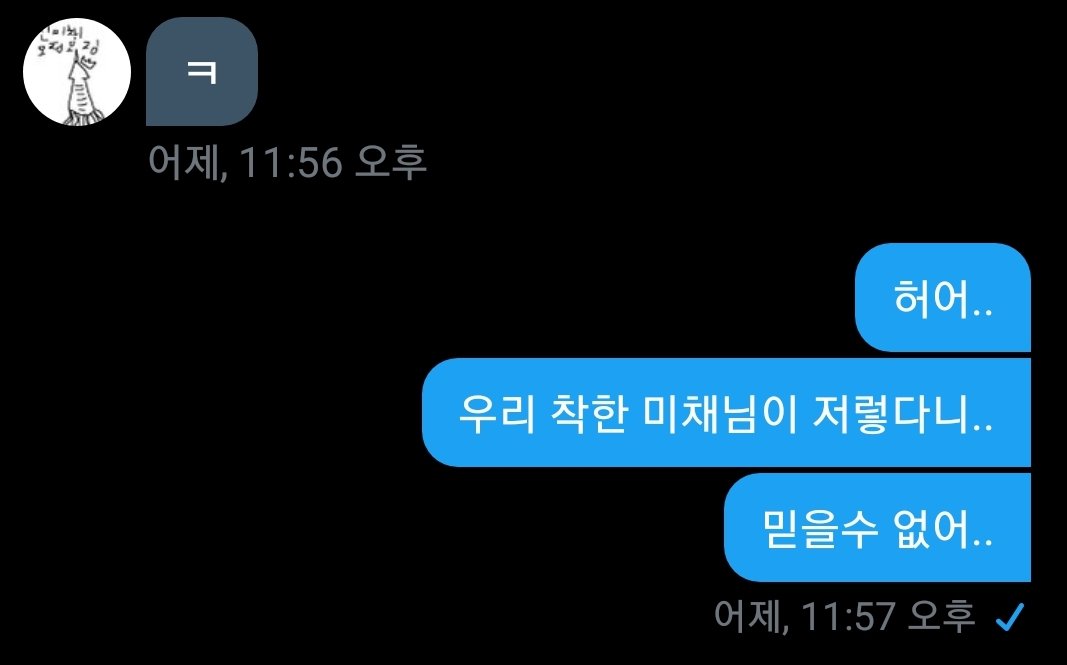 ㅋ
어제, 11:56 오후
허어..
우리 착한 미채님이 저렇다니..
믿을수 없어..
어제, 11:57 오후